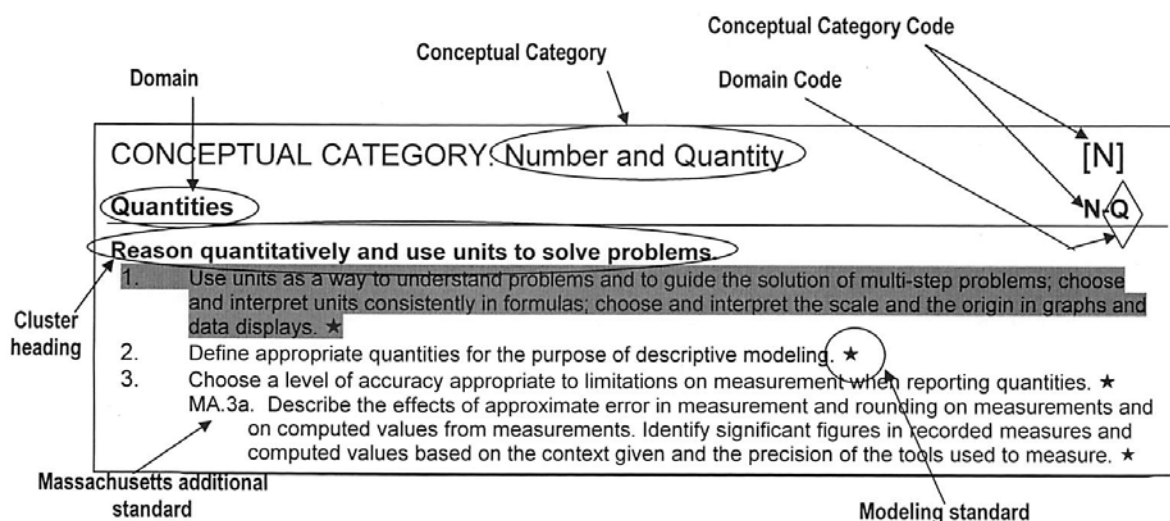 Conceptual Category Code
Conceptual Category
Domain
Domain Code
CONCEPTUAL CATEGORY: Number and Quantity
[N]
Quantities
N-Q
Reason quantitatively and use units to solve problems.
1. Use units as a way to understand problems and to guide the solution of multi-step problems; choose
and interpret units consistently in formulas; choose and interpret the scale and the origin in graphs and
data displays. ★
Cluster
heading
2. Define appropriate quantities for the purpose of descriptive modeling. ★
3. Choose a level of accuracy appropriate to limitations on measurement when reporting quantities. ★
MA.3a. Describe the effects of approximate error in measurement and rounding on measurements and
on computed values from measurements. Identify significant figures in recorded measures and
computed values based on the context given and the precision of the tools used to measure. ★
Massachusetts additional
standard
Modeling standard